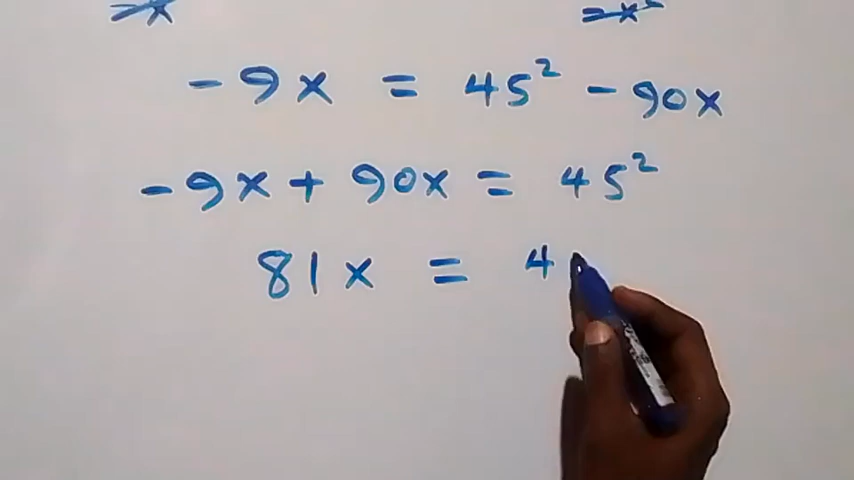 -9x = 45² - 90x
-9x + 90x = 45²
81x = 4